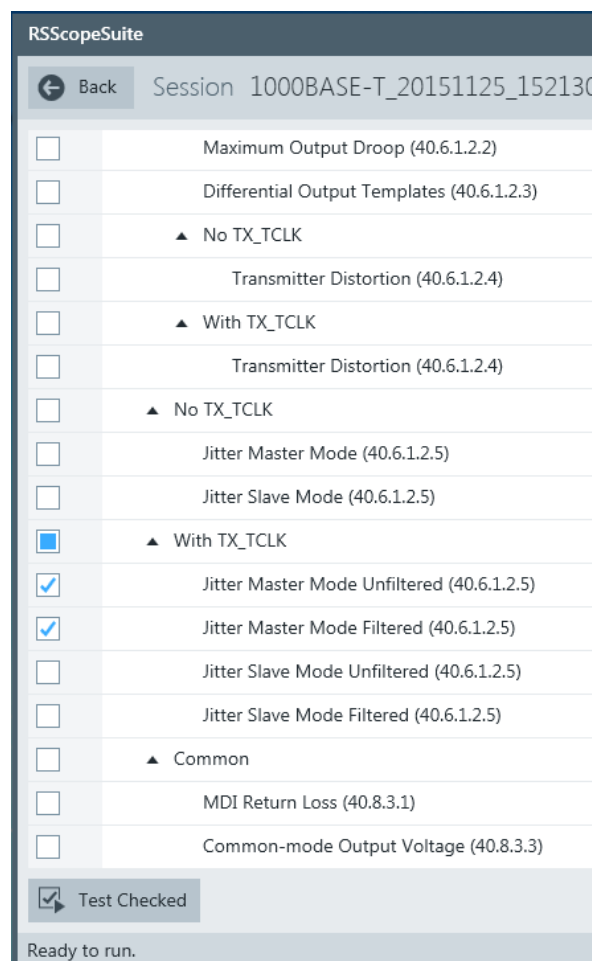 RSScopeSuite
Back Session 1000BASE-T_20151125_152130
Maximum Output Droop (40.6.1.2.2)
Differential Output Templates (40.6.1.2.3)
No TX_TCLK
Transmitter Distortion (40.6.1.2.4)
With TX_TCLK
Transmitter Distortion (40.6.1.2.4)
No TX_TCLK
Jitter Master Mode (40.6.1.2.5)
Jitter Slave Mode (40.6.1.2.5)
With TX_TCLK
Jitter Master Mode Unfiltered (40.6.1.2.5)
Jitter Master Mode Filtered (40.6.1.2.5)
Jitter Slave Mode Unfiltered (40.6.1.2.5)
Jitter Slave Mode Filtered (40.6.1.2.5)
Common
MDI Return Loss (40.8.3.1)
Common-mode Output Voltage (40.8.3.3)
Test Checked
Ready to run.